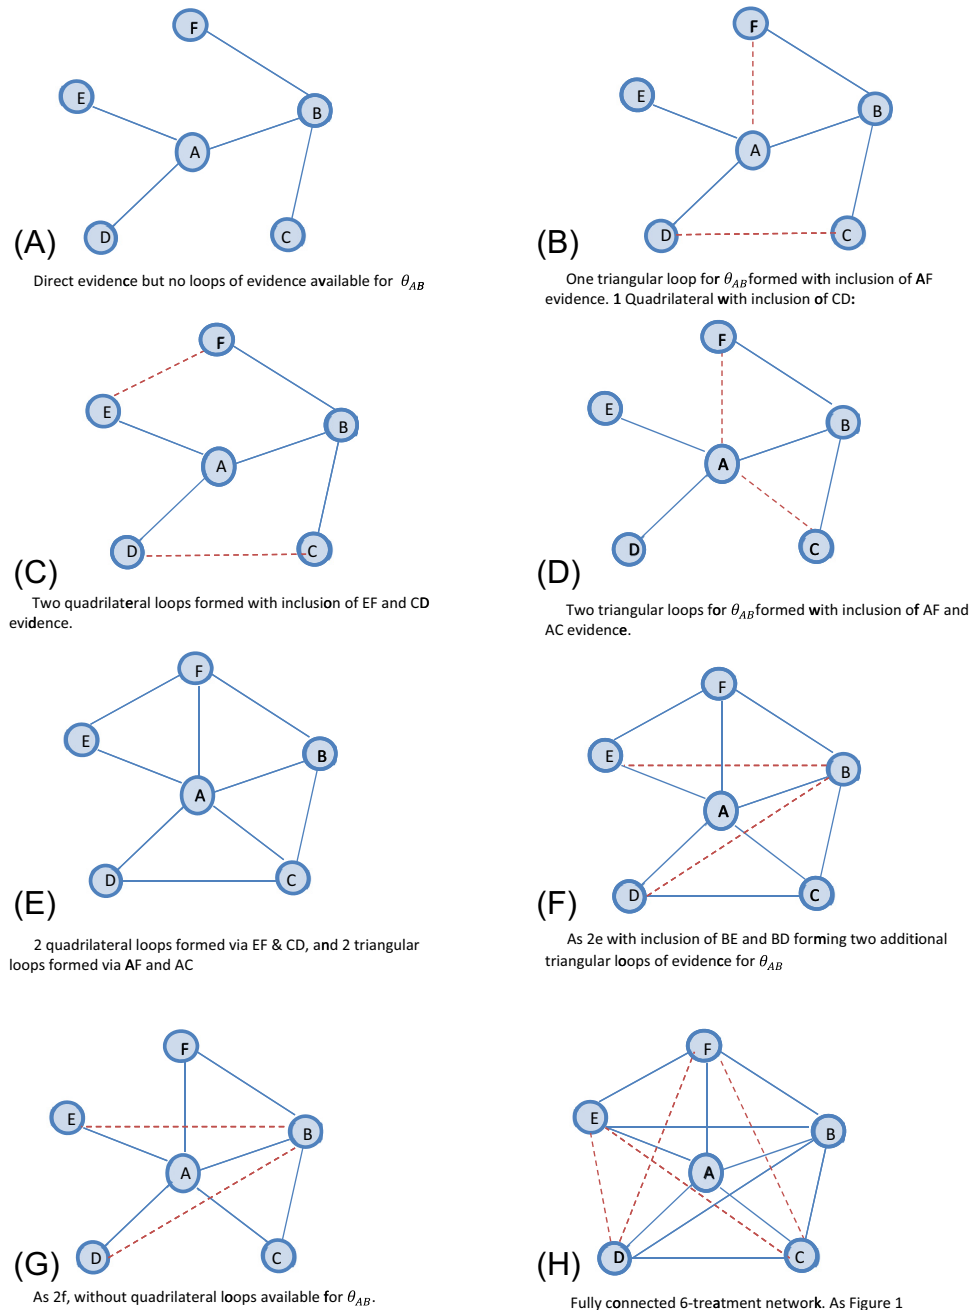 F
E
B
A
D
C
(A)
Direct evidence but no loops of evidence available for θAB
F
E
B
A
D
C
(B)
One triangular loop for θAB formed with inclusion of AF
evidence. 1 Quadrilateral with inclusion of CD:
F
E
B
A
D
C
(C)
Two quadrilateral loops formed with inclusion of EF and CD
evidence.
F
E
B
A
D
C
(D)
Two triangular loops for θAB formed with inclusion of AF and
AC evidence.
F
E
B
A
D
C
(E)
2 quadrilateral loops formed via EF & CD, and 2 triangular
loops formed via AF and AC
F
E
B
A
D
C
(F)
As 2e with inclusion of BE and BD forming two additional
triangular loops of evidence for θAB
F
E
B
A
D
C
(G)
As 2f, without quadrilateral loops available for θAB.
F
E
B
A
D
C
(H)
Fully connected 6-treatment network. As Figure 1